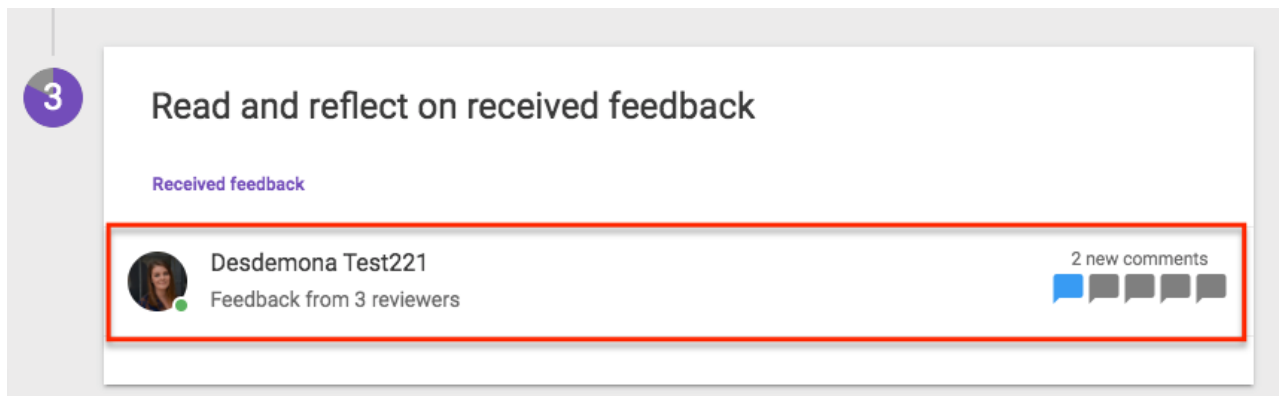 3
Read and reflect on received feedback
Received feedback
Desdemona Test221
Feedback from 3 reviewers
2 new comments